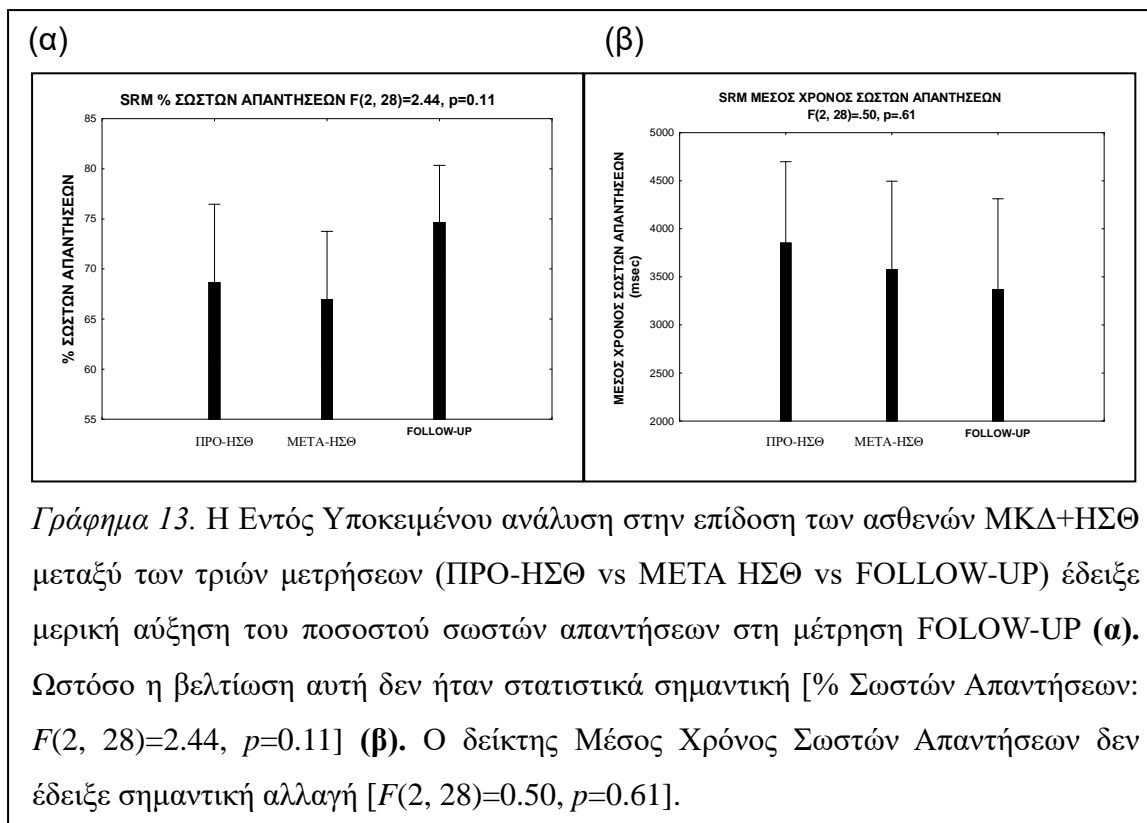 (α)
(β)
SRM % ΣΩΣΤΩΝ ΑΠΑΝΤΗΣΕΩΝ F(2, 28)=2.44, p=0.11
% ΣΩΣΤΩΝ ΑΠΑΝΤΗΣΕΩΝ
85
80
75
70
65
60
55
ΠΡΟ-ΗΣΘ
ΜΕΤΑ-ΗΣΘ
FOLLOW-UP
SRM ΜΕΣΟΣ ΧΡΟΝΟΣ ΣΩΣΤΩΝ ΑΠΑΝΤΗΣΕΩΝ
F(2, 28)=.50, p=.61
ΜΕΣΟΣ ΧΡΟΝΟΣ ΣΩΣΤΩΝ ΑΠΑΝΤΗΣΕΩΝ
(msec)
5000
4500
4000
3500
3000
2500
2000
ΠΡΟ-ΗΣΘ
ΜΕΤΑ-ΗΣΘ
FOLLOW-UP
Γράφημα 13. Η Εντός Υποκειμένου ανάλυση στην επίδοση των ασθενών ΜΚΔ+ΗΣΘ
μεταξύ των τριών μετρήσεων (ΠΡΟ-ΗΣΘ vs ΜΕΤΑ ΗΣΘ vs FOLLOW-UP) έδειξε
μερική αύξηση του ποσοστού σωστών απαντήσεων στη μέτρηση FOLOW-UP (α).
Ωστόσο η βελτίωση αυτή δεν ήταν στατιστικά σημαντική [% Σωστών Απαντήσεων:
F(2, 28)=2.44, p=0.11] (β). Ο δείκτης Μέσος Χρόνος Σωστών Απαντήσεων δεν
έδειξε σημαντική αλλαγή [F(2, 28)=0.50, p=0.61].